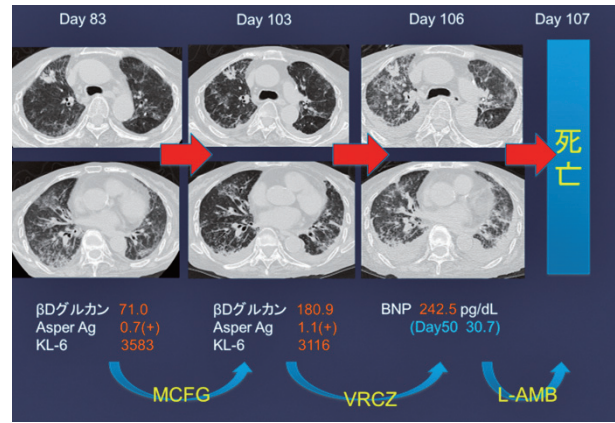 Day 83
Day 103
Day 106
Day 107
死亡
βDグルカン 71.0
Asper Ag 0.7(+)
KL-6 3583
βDグルカン 180.9
Asper Ag 1.1(+)
KL-6 3116
BNP 242.5 pg/dL
(Day50 30.7)
MCFG
VRCZ
L-AMB